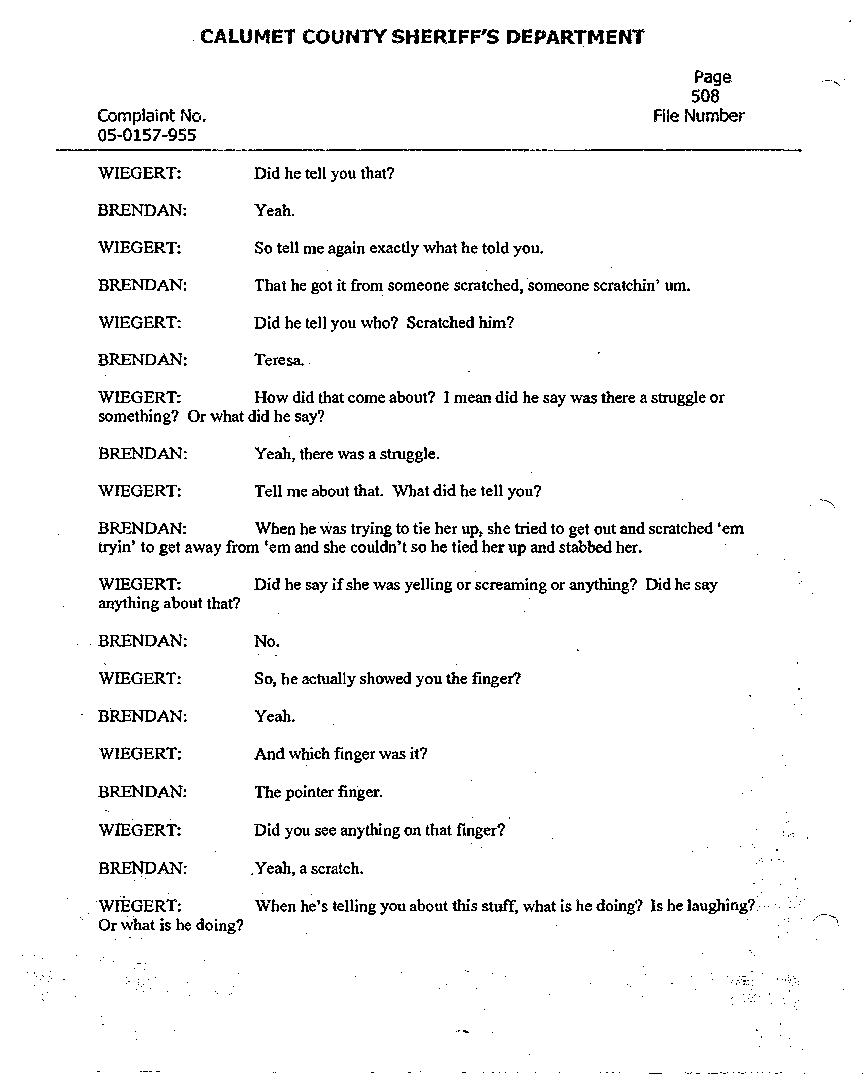 CALUMET COUNTY SHERIFF'S DEPARTMENT
Page
508
Complaint No. File Number
05-0157-955
WIEGERT: Did he tell you that?
BRENDAN: Yeah.
WIEGERT: So tell me again exactly what he told you.
BRENDAN: That he got it from someone scratched, someone scratchin' um.
WIEGERT: Did he tell you who? Scratched him?
BRENDAN: Teresa.
WIEGERT: How did that come about? I mean did he say was there a struggle or
something? Or what did he say?
BRENDAN: Yeah, there was a struggle.
WIEGERT: Tell me about that. What did he tell you?
BRENDAN: When he was trying to tie her up, she tried to get out and scratched 'em
tryin' to get away from 'em and she couldn't so he tied her up and stabbed her.
WIEGERT: Did he say if she was yelling or screaming or anything? Did he say
anything about that?
BRENDAN: No.
WIEGERT: So, he actually showed you the finger?
BRENDAN: Yeah.
WIEGERT: And which finger was it?
BRENDAN: The pointer finger.
WIEGERT: Did you see anything on that finger?
BRENDAN: Yeah, a scratch.
WIEGERT: When he's telling you about this stuff, what is he doing? Is he laughing?
Or what is he doing?